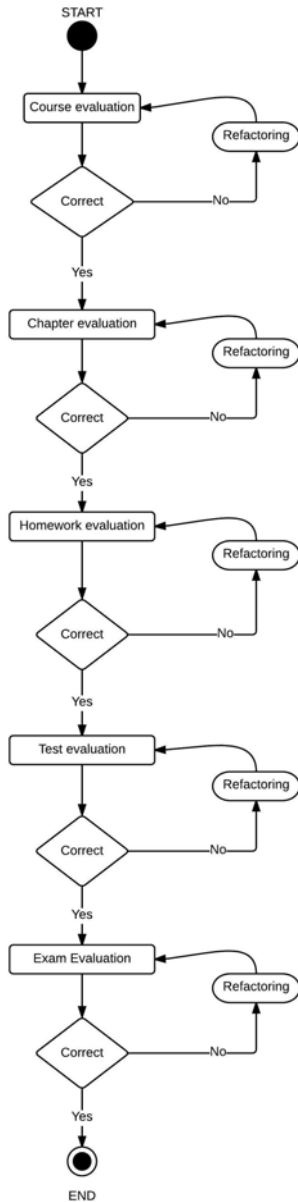 START
Course evaluation
Refactoring
Correct
No
Yes
Chapter evaluation
Refactoring
Correct
No
Yes
Homework evaluation
Refactoring
Correct
No
Yes
Test evaluation
Refactoring
Correct
No
Yes
Exam Evaluation
Refactoring
Correct
No
Yes
END